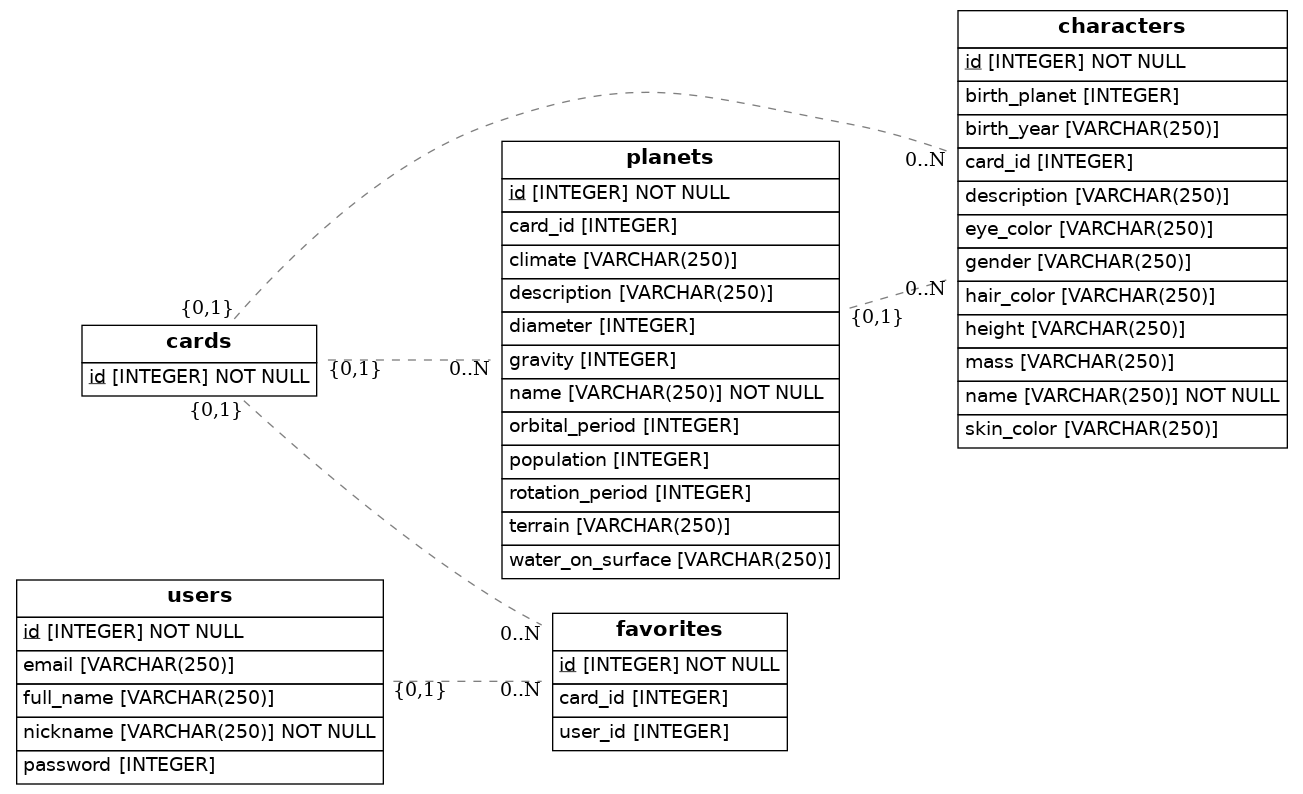 characters
id [INTEGER] NOT NULL
birth_planet [INTEGER]
birth_year [VARCHAR(250)]
card_id [INTEGER]
description [VARCHAR(250)]
eye_color [VARCHAR(250)]
gender [VARCHAR(250)]
hair_color [VARCHAR(250)]
height [VARCHAR(250)]
mass [VARCHAR(250)]
name [VARCHAR(250)] NOT NULL
skin_color [VARCHAR(250)]
0..N
0..N
planets
id [INTEGER] NOT NULL
card_id [INTEGER]
climate [VARCHAR(250)]
description [VARCHAR(250)]
diameter [INTEGER]
gravity [INTEGER]
name [VARCHAR(250)] NOT NULL
orbital_period [INTEGER]
population [INTEGER]
rotation_period [INTEGER]
terrain [VARCHAR(250)]
water_on_surface [VARCHAR(250)]
{0,1}
{0,1}
cards
id [INTEGER] NOT NULL
{0,1}
0..N
{0,1}
users
id [INTEGER] NOT NULL
email [VARCHAR(250)]
full_name [VARCHAR(250)]
nickname [VARCHAR(250)] NOT NULL
password [INTEGER]
{0,1}
0..N
0..N
favorites
id [INTEGER] NOT NULL
card_id [INTEGER]
user_id [INTEGER]